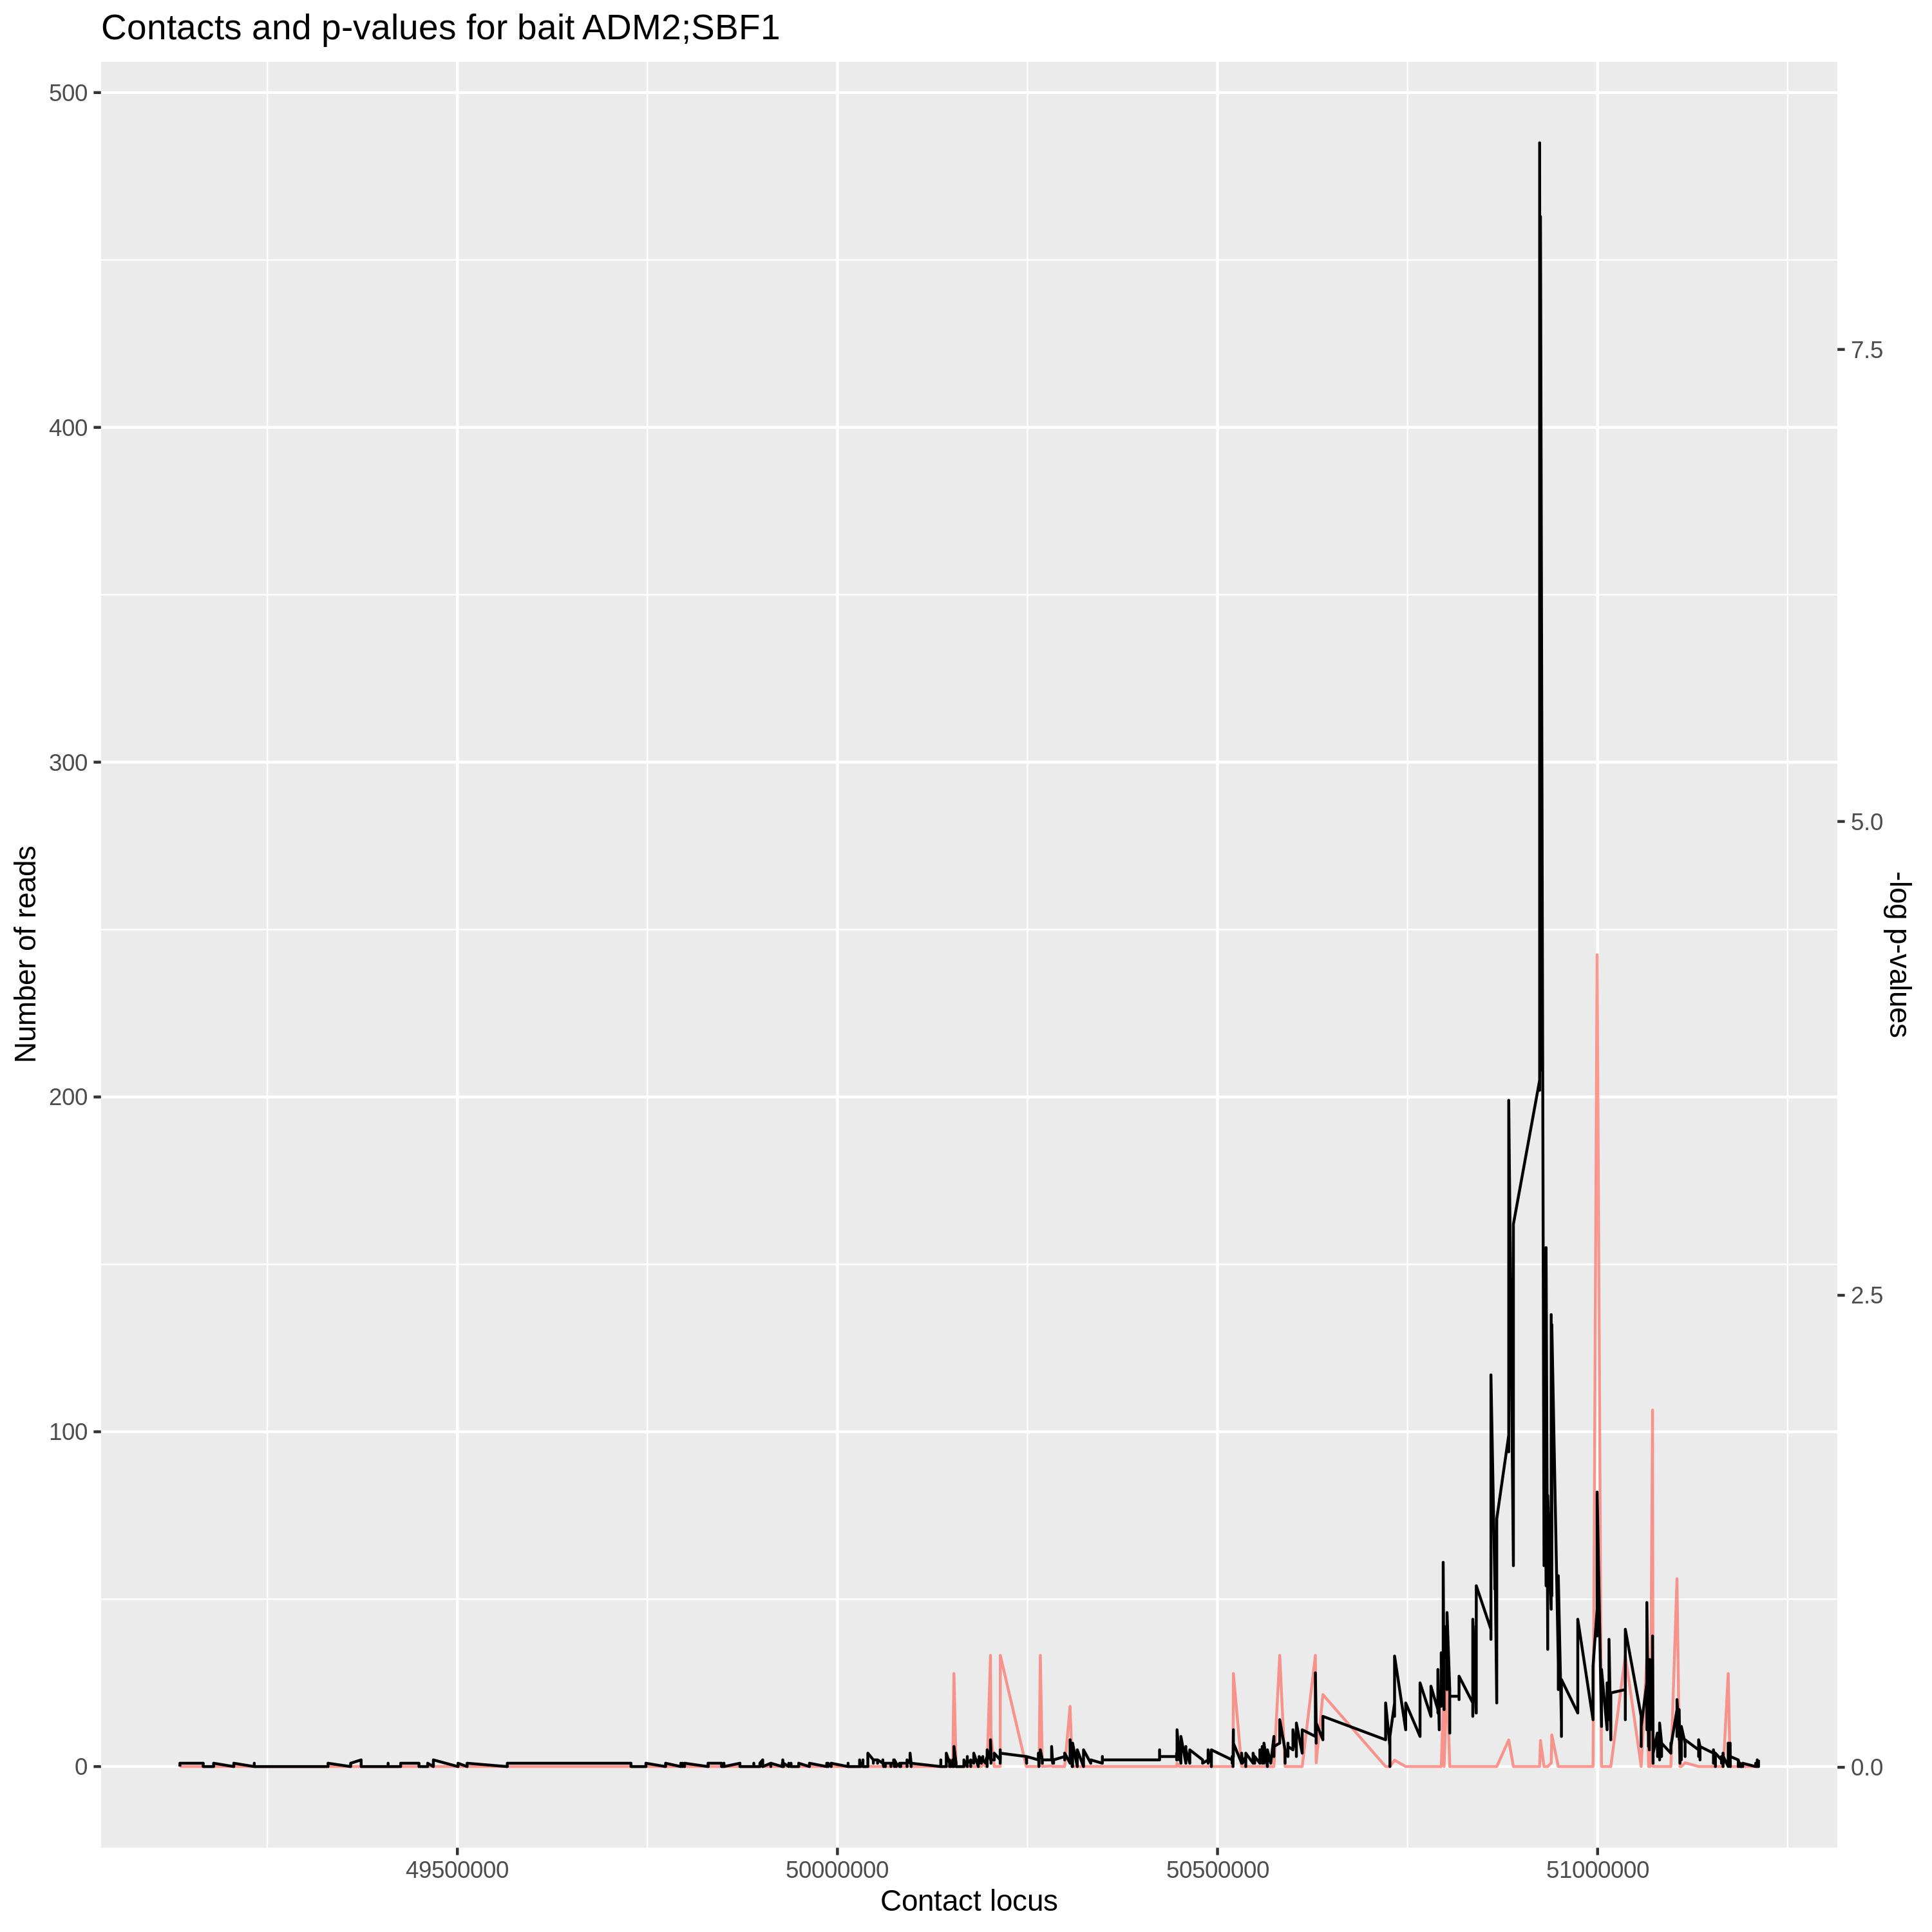 Contacts and p-values for bait ADM2;SBF1
500
400
300
200
100
0
Number of reads
7.5
5.0
2.5
0.0
-log p-values
49500000 50000000 50500000 51000000
Contact locus